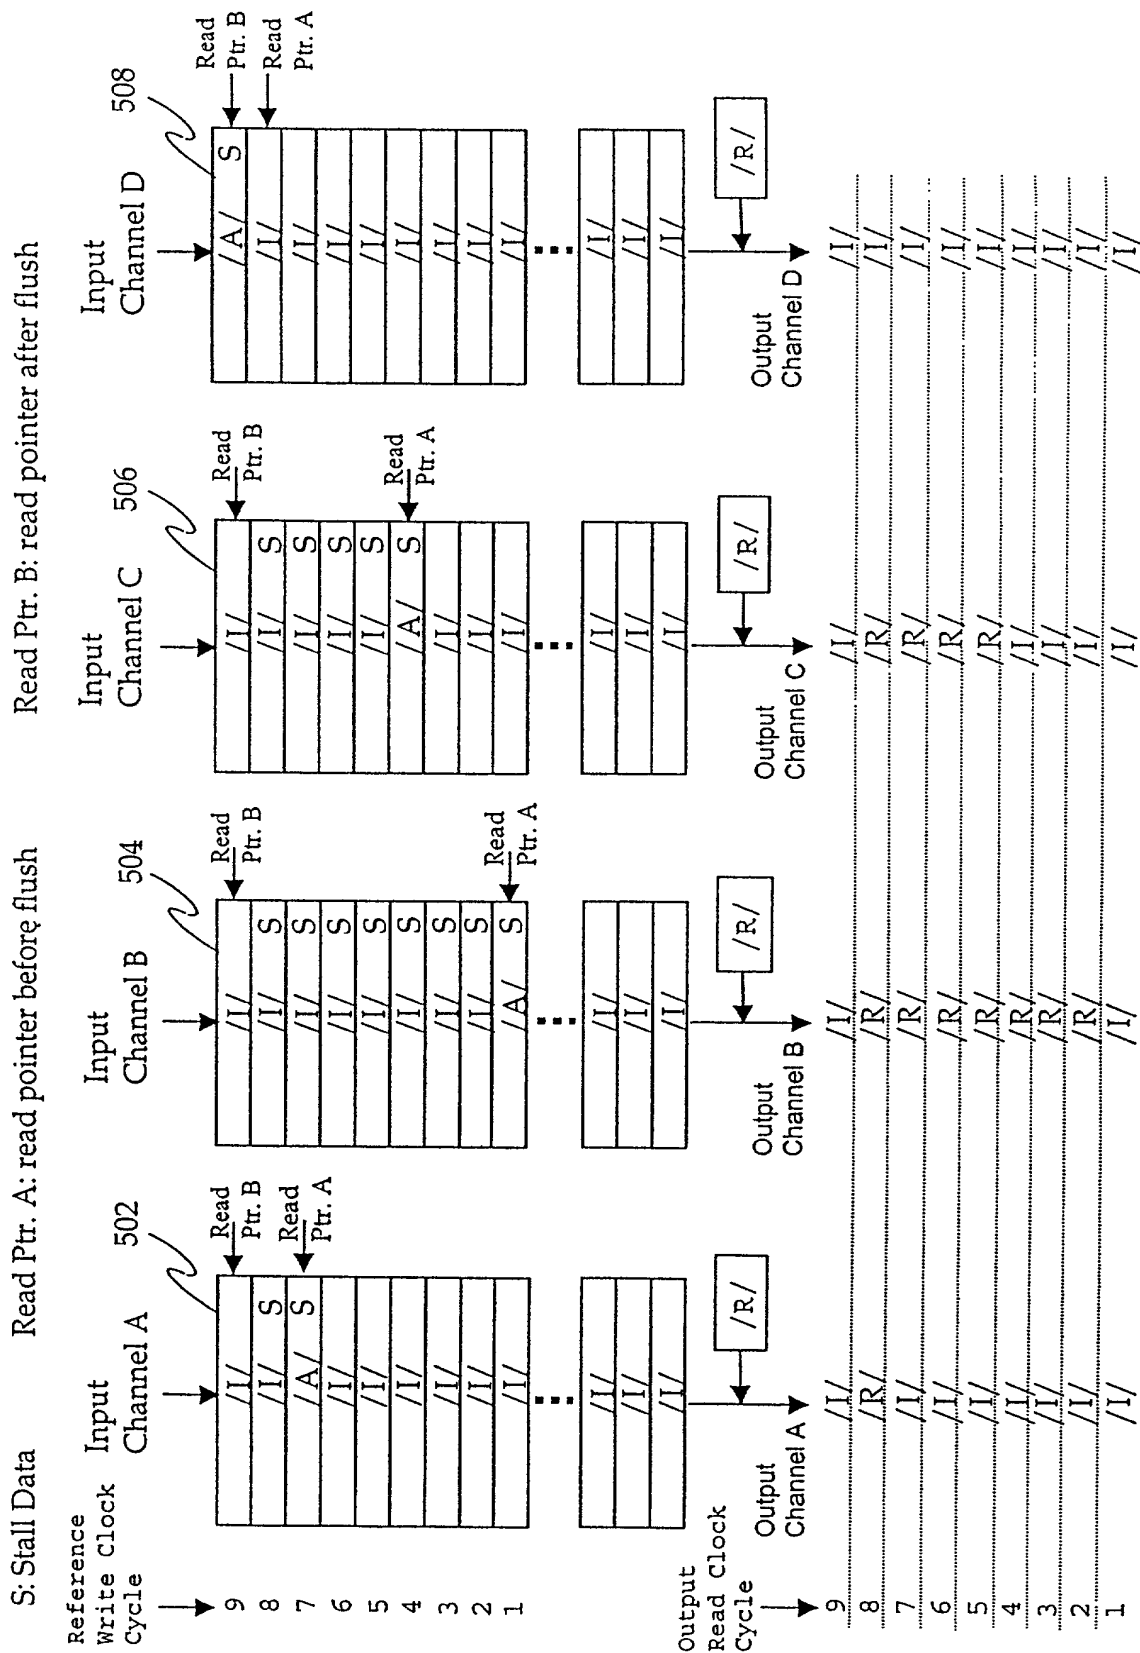 S: Stall Data Read Ptr. A: read pointer before flush Read Ptr. B: read pointer after flush
Reference
Write Clock
Cycle
9
8
7
6
5
4
3
2
1
Input
Channel A
502
/I/
/I/ S
/A/ S
/I/
/I/
/I/
/I/
/I/
/I/
/I/
/I/
/I/
Read
Ptr. B
Read
Ptr. A
/R/
Input
Channel B
504
/I/
/I/ S
/I/ S
/I/ S
/I/ S
/I/ S
/I/ S
/I/ S
/A/ S
/I/
/I/
/I/
Read
Ptr. B
Read
Ptr. A
/R/
Input
Channel C
506
/I/
/I/ S
/I/ S
/I/ S
/I/ S
/A/ S
/I/
/I/
/I/
/I/
/I/
/I/
Read
Ptr. B
Read
Ptr. A
/R/
Input
Channel D
508
/A/ S
/I/
/I/
/I/
/I/
/I/
/I/
/I/
/I/
/I/
/I/
/I/
Read
Ptr. B
Read
Ptr. A
/R/
Output
Read Clock
Cycle
Output
Channel A
Output
Channel B
Output
Channel C
Output
Channel D
9 /I/ /I/ /I/ /I/
8 /R/ /R/ /R/ /I/
7 /I/ /R/ /R/ /I/
6 /I/ /R/ /R/ /I/
5 /I/ /R/ /R/ /I/
4 /I/ /R/ /I/ /I/
3 /I/ /R/ /I/ /I/
2 /I/ /R/ /I/ /I/
1 /I/ /I/ /I/ /I/